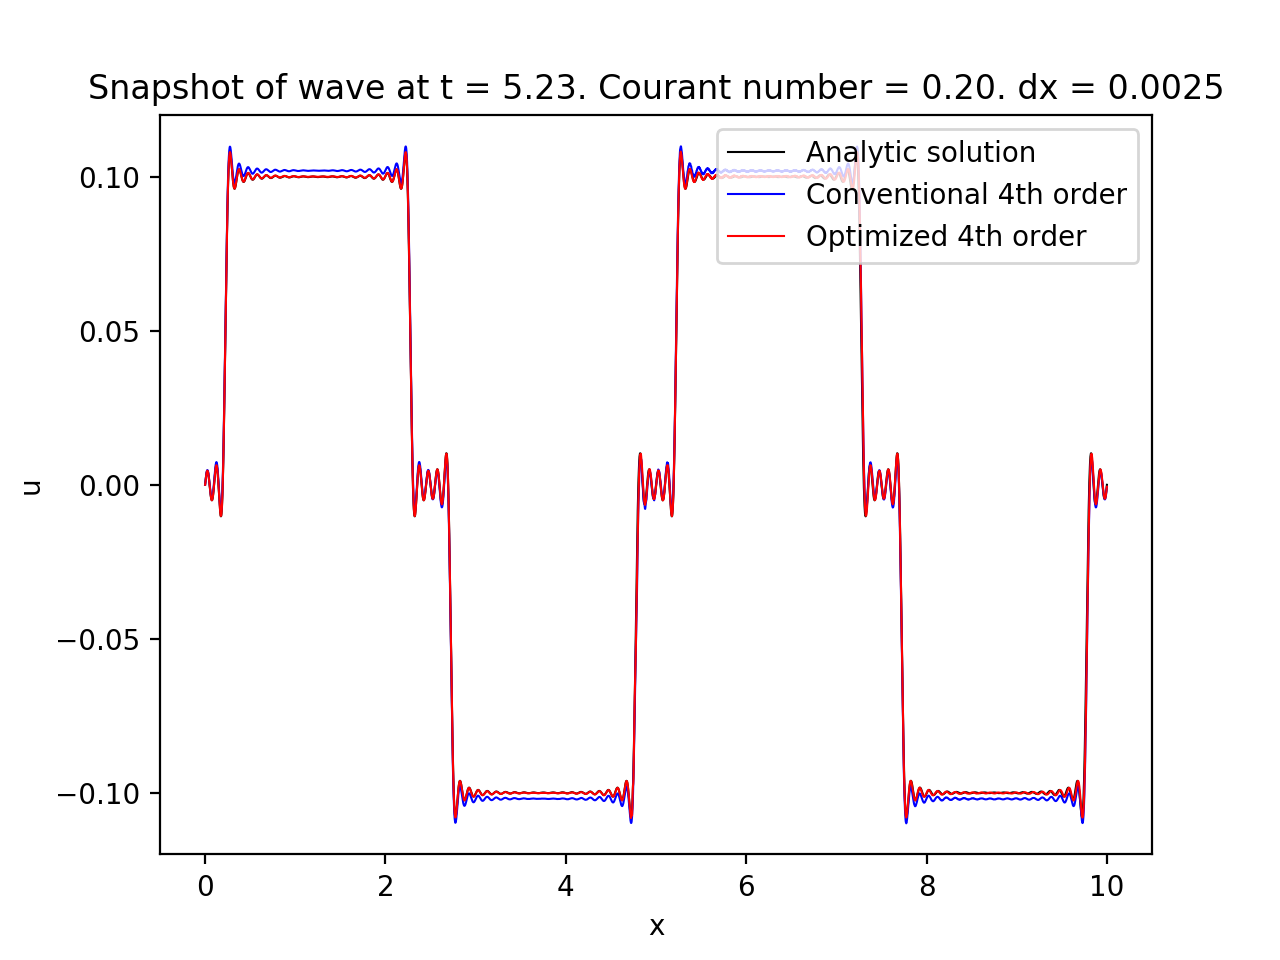 Snapshot of wave at t = 5.23. Courant number = 0.20. dx = 0.0025
Analytic solution
Conventional 4th order
Optimized 4th order
0.10
0.05
0.00
−0.05
−0.10
u
0 2 4 6 8 10
x